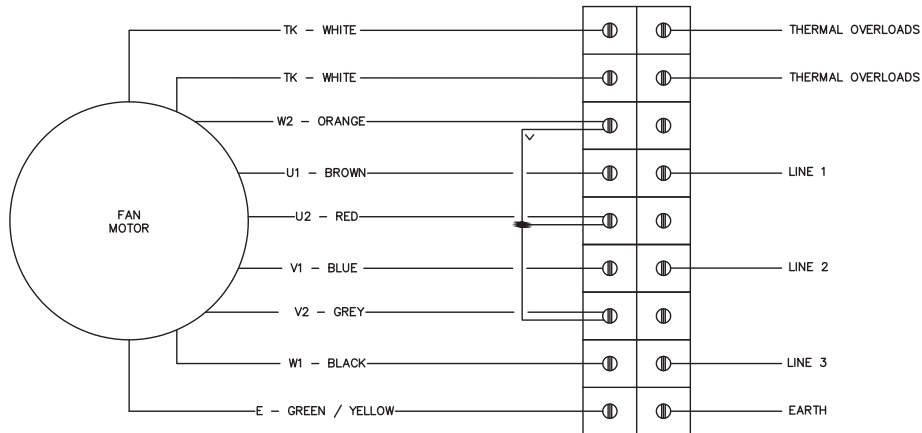 TK - WHITE
THERMAL OVERLOADS
TK - WHITE
THERMAL OVERLOADS
W2 - ORANGE
U1 - BROWN
LINE 1
FAN
MOTOR
U2 - RED
V1 - BLUE
LINE 2
V2 - GREY
W1 - BLACK
LINE 3
E - GREEN / YELLOW
EARTH